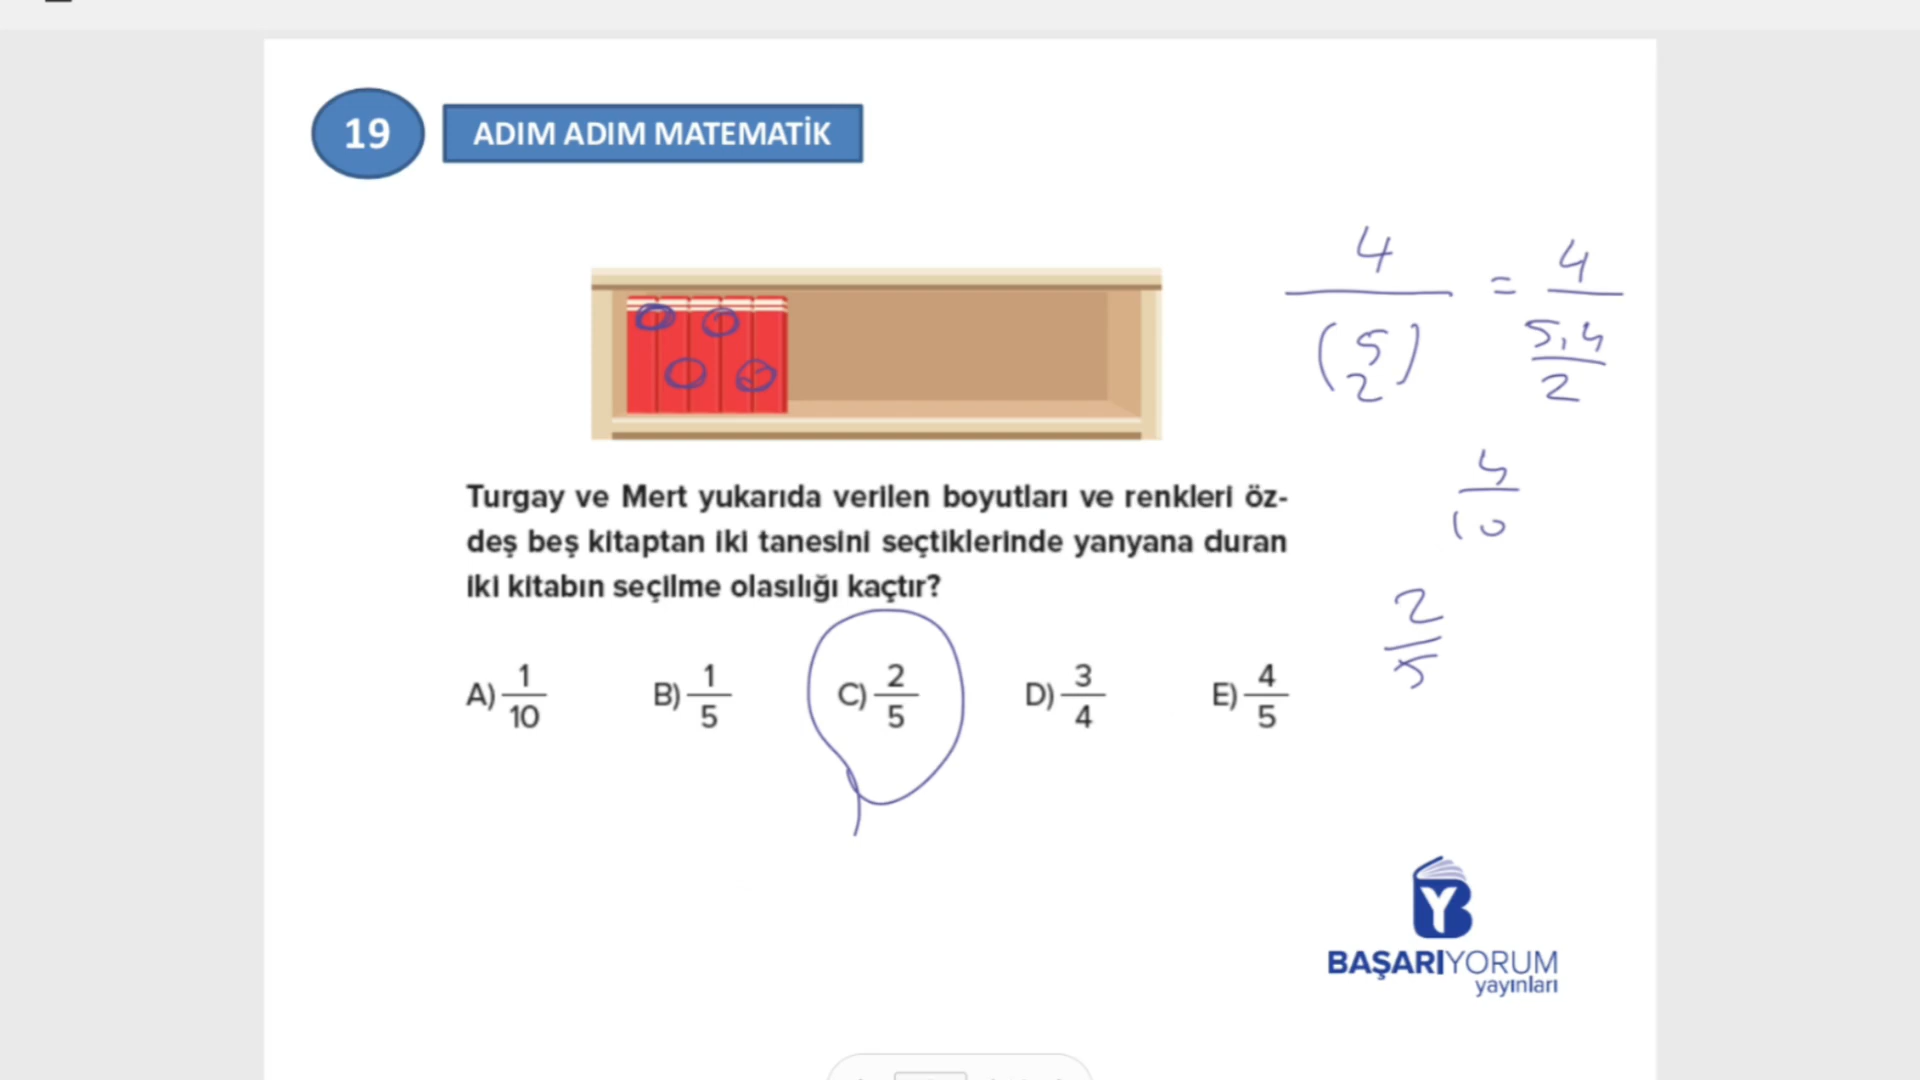 19
ADIM ADIM MATEMATİK
4
(5 2)
= 4
5.4
2
4
10
2
5
Turgay ve Mert yukarıda verilen boyutları ve renkleri öz-
deş beş kitaptan iki tanesini seçtiklerinde yanyana duran
iki kitabın seçilme olasılığı kaçtır?
A) 1/10 B) 1/5 C) 2/5 D) 3/4 E) 4/5
BY
BAŞARIYORUM
yayınları